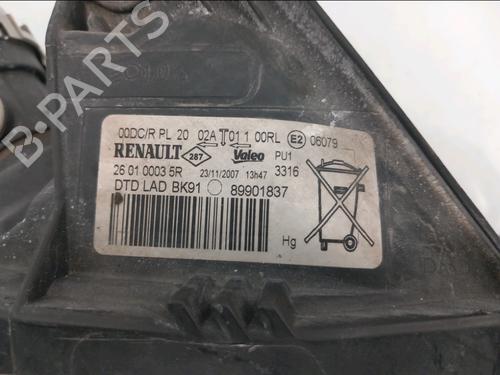 00DC/R PL 20 02A T 01 1 00RL E2 06079
RENAULT 287 Valeo PU1
26 01 0003 5R 23/11/2007 13h47 3316
DTD LAD BK91 89901837
Hg